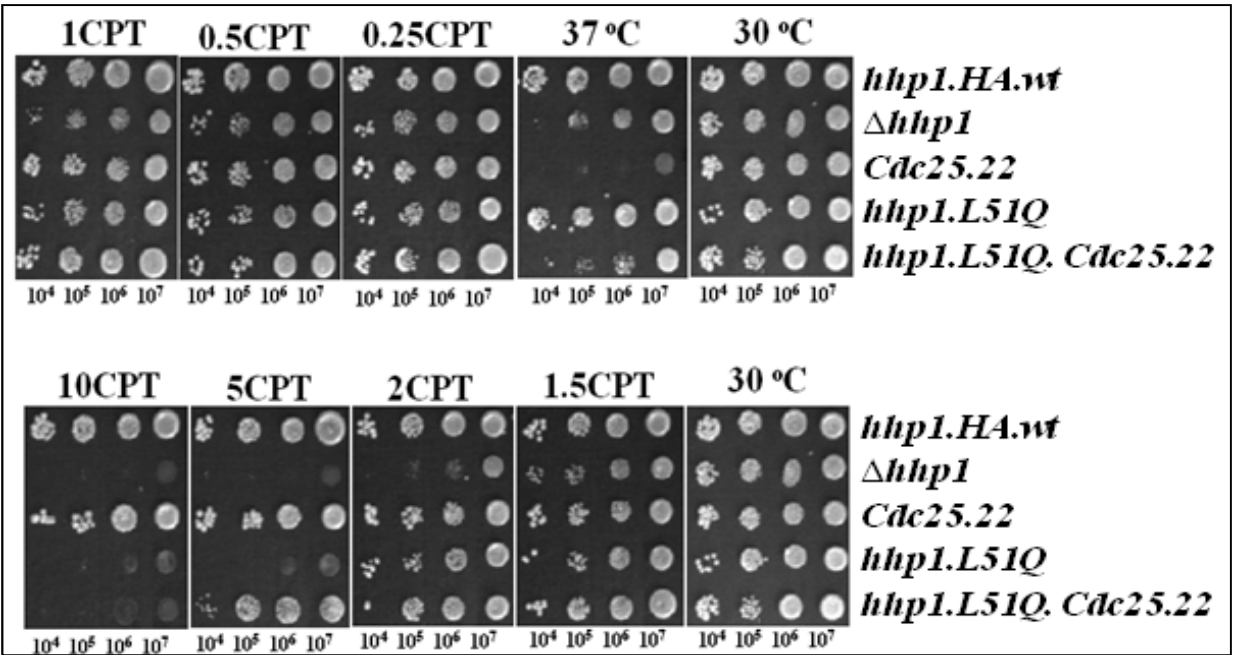 1CPT 0.5CPT 0.25CPT 37 °C 30 °C
hhp1.HA.wt
Δhhp1
Cdc25.22
hhp1.L51Q
hhp1.L51Q. Cdc25.22
10⁴ 10⁵ 10⁶ 10⁷ 10⁴ 10⁵ 10⁶ 10⁷ 10⁴ 10⁵ 10⁶ 10⁷ 10⁴ 10⁵ 10⁶ 10⁷ 10⁴ 10⁵ 10⁶ 10⁷
10CPT 5CPT 2CPT 1.5CPT 30 °C
hhp1.HA.wt
Δhhp1
Cdc25.22
hhp1.L51Q
hhp1.L51Q. Cdc25.22
10⁴ 10⁵ 10⁶ 10⁷ 10⁴ 10⁵ 10⁶ 10⁷ 10⁴ 10⁵ 10⁶ 10⁷ 10⁴ 10⁵ 10⁶ 10⁷ 10⁴ 10⁵ 10⁶ 10⁷